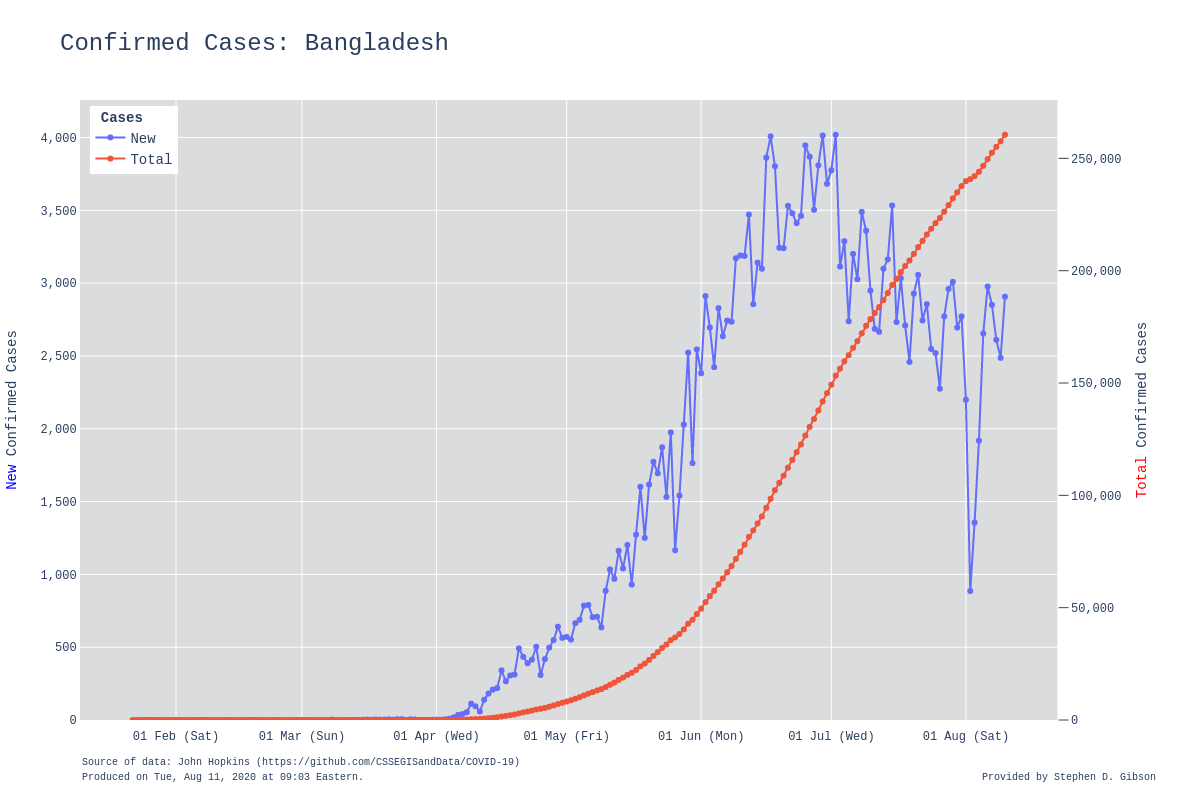 Confirmed Cases: Bangladesh
Cases
New
Total
4,000
3,500
3,000
2,500
2,000
1,500
1,000
500
0
250,000
200,000
150,000
100,000
50,000
0
New Confirmed Cases
Total Confirmed Cases
01 Feb (Sat) 01 Mar (Sun) 01 Apr (Wed) 01 May (Fri) 01 Jun (Mon) 01 Jul (Wed) 01 Aug (Sat)
Source of data: John Hopkins (https://github.com/CSSEGISandData/COVID-19)
Produced on Tue, Aug 11, 2020 at 09:03 Eastern.
Provided by Stephen D. Gibson